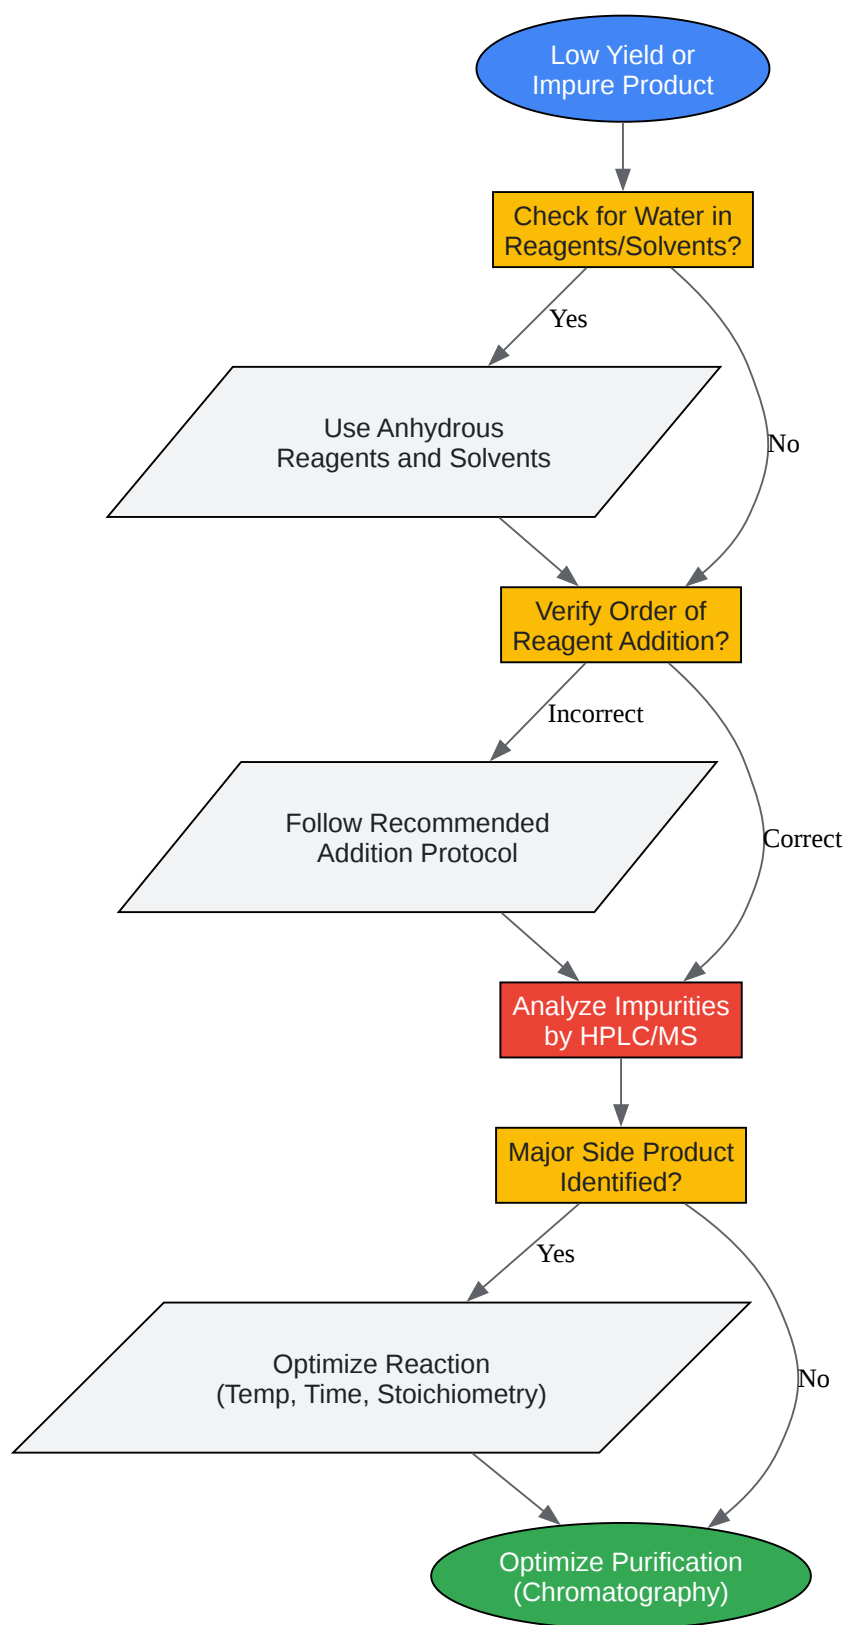 Low Yield or
Impure Product
Check for Water in
Reagents/Solvents?
Yes
Use Anhydrous
Reagents and Solvents
No
Verify Order of
Reagent Addition?
Incorrect
Follow Recommended
Addition Protocol
Correct
Analyze Impurities
by HPLC/MS
Major Side Product
Identified?
Yes
Optimize Reaction
(Temp, Time, Stoichiometry)
No
Optimize Purification
(Chromatography)